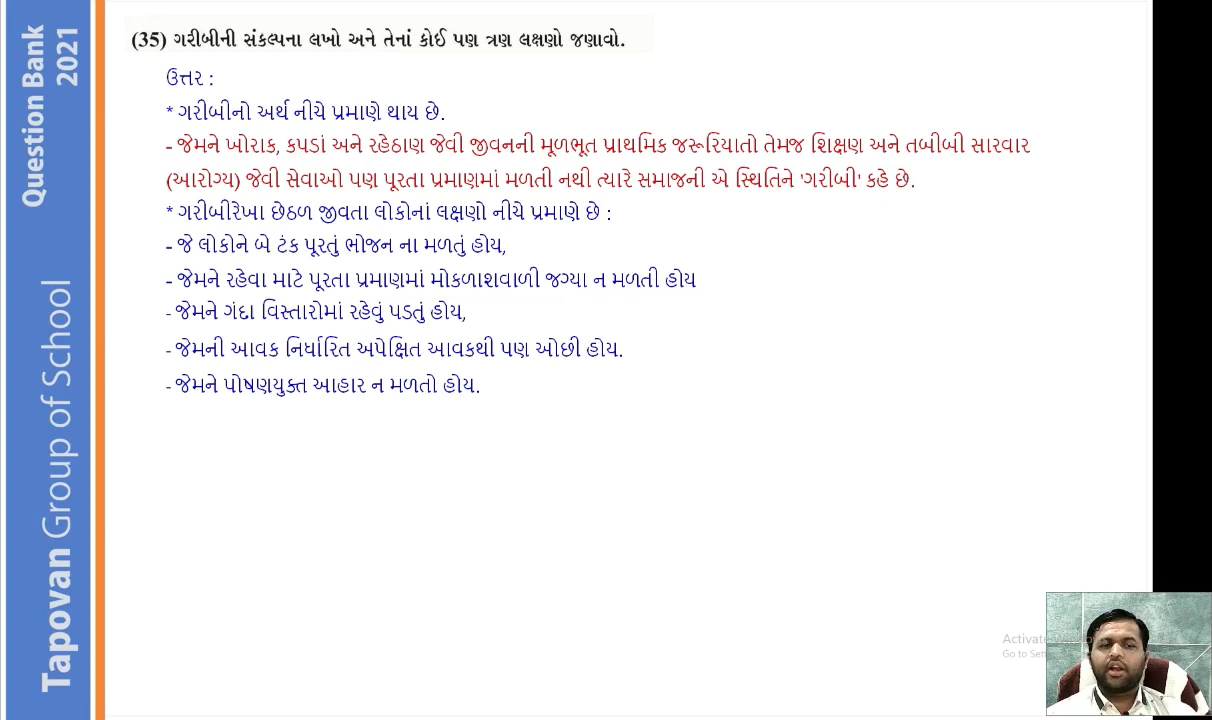 Question Bank
2021
Tapovan Group of School
(35) ગરીબીની સંકલ્પના લખો અને તેનાં કોઈ પણ ત્રણ લક્ષણો જણાવો.
ઉત્તર :
* ગરીબીનો અર્થ નીચે પ્રમાણે થાય છે.
- જેમને ખોરાક, કપડાં અને રહેઠાણ જેવી જીવનની મૂળભૂત પ્રાથમિક જરૂરિયાતો તેમજ શિક્ષણ અને તબીબી સારવાર
(આરોગ્ય) જેવી સેવાઓ પણ પૂરતા પ્રમાણમાં મળતી નથી ત્યારે સમાજની એ સ્થિતિને 'ગરીબી' કહે છે.
* ગરીબીરેખા છેઠળ જીવતા લોકોનાં લક્ષણો નીચે પ્રમાણે છે :
- જે લોકોને બે ટંક પૂરતું ભોજન ના મળતું હોય,
- જેમને રહેવા માટે પૂરતા પ્રમાણમાં મોકળાશવાળી જગ્યા ન મળતી હોય
- જેમને ગંદા વિસ્તારોમાં રહેવું પડતું હોય,
- જેમની આવક નિર્ધારિત અપેક્ષિત આવકથી પણ ઓછી હોય.
- જેમને પોષણયુક્ત આહાર ન મળતો હોય.
Activate
Go to Set